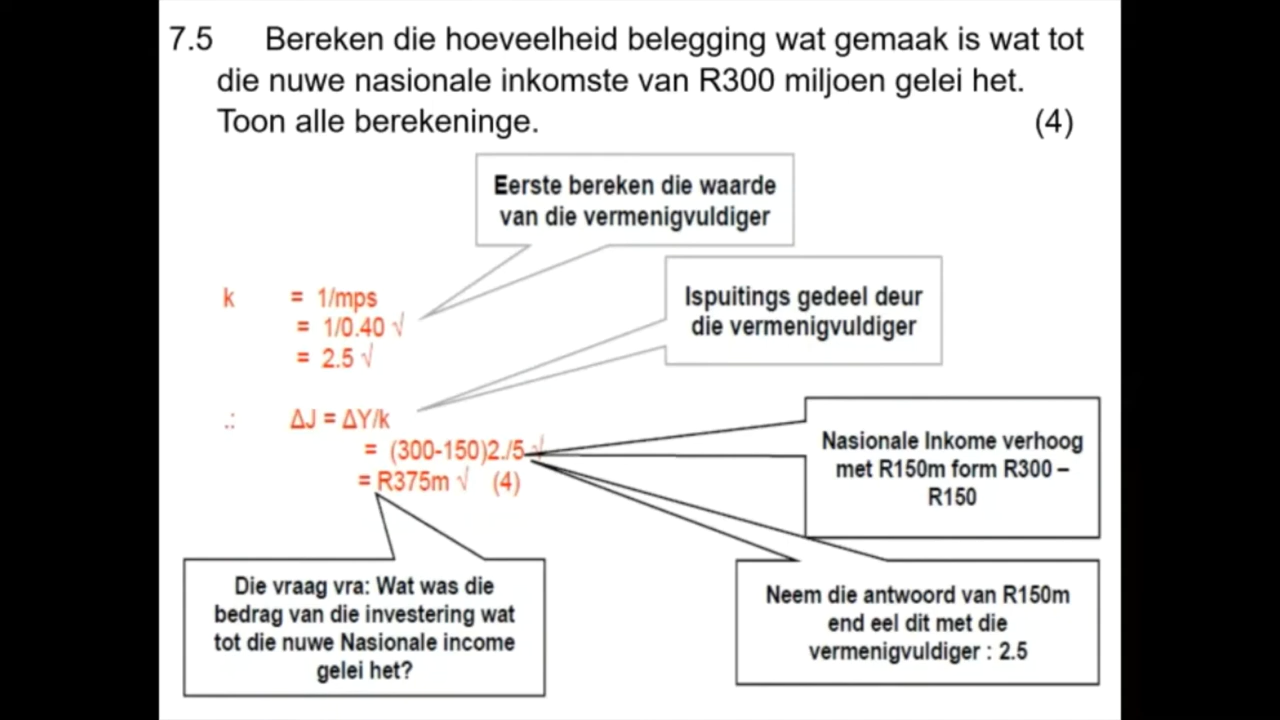 7.5 Bereken die hoeveelheid belegging wat gemaak is wat tot
die nuwe nasionale inkomste van R300 miljoen gelei het.
Toon alle berekeninge. (4)
Eerste bereken die waarde
van die vermenigvuldiger
Ispuitings gedeel deur
die vermenigvuldiger
k = 1/mps
= 1/0.40 √
= 2.5 √
.: ΔJ = ΔY/k
= (300-150)2./5 √
= R375m √ (4)
Nasionale Inkome verhoog
met R150m form R300 –
R150
Die vraag vra: Wat was die
bedrag van die investering wat
tot die nuwe Nasionale income
gelei het?
Neem die antwoord van R150m
end eel dit met die
vermenigvuldiger : 2.5